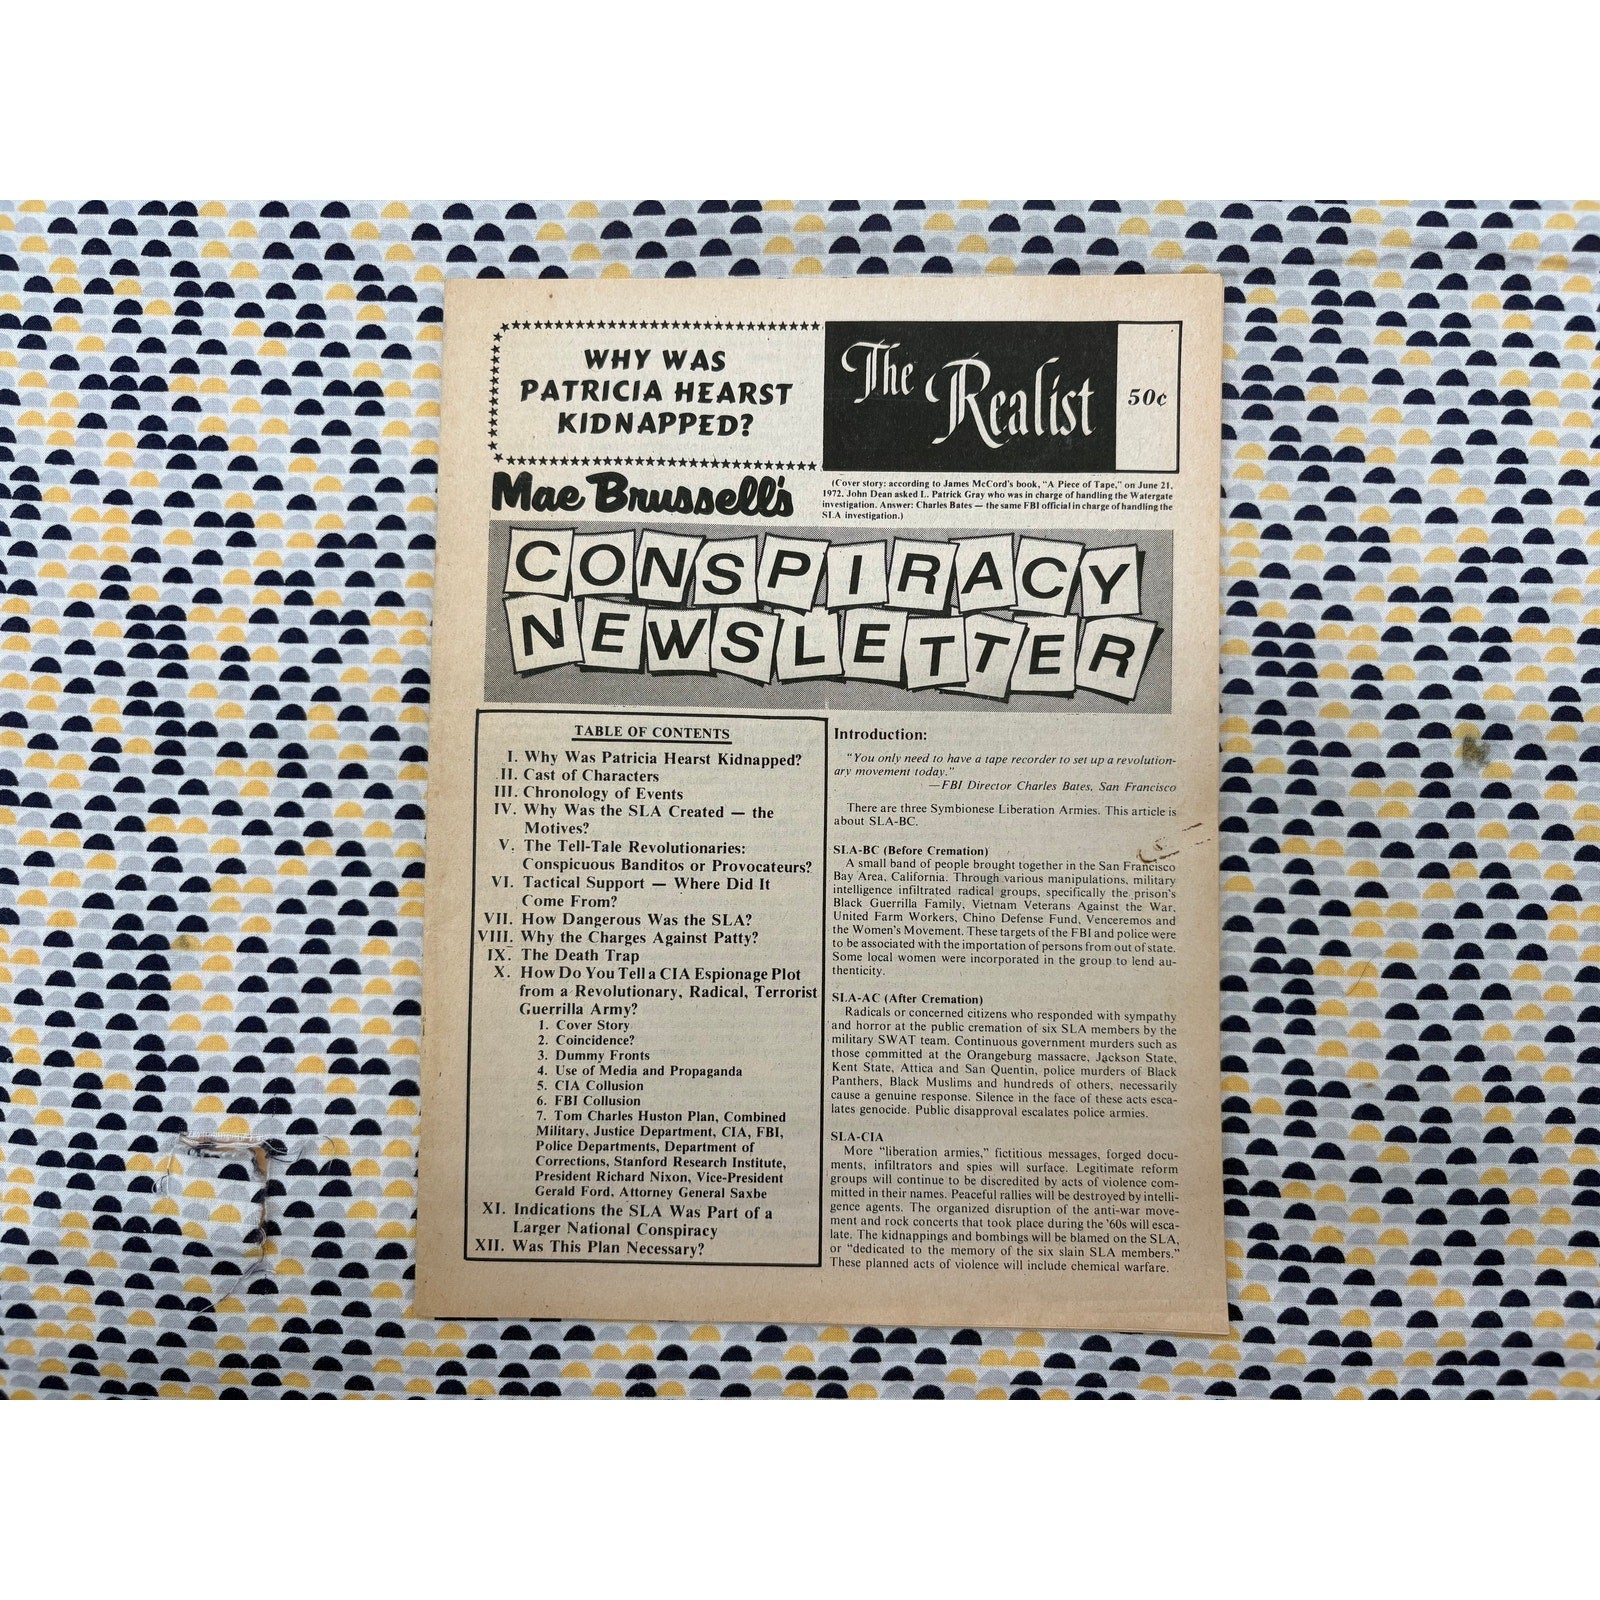 WHY WAS
PATRICIA HEARST
KIDNAPPED?
The Realist
50¢
Mae Brussell's
(Cover story: according to James McCord's book, "A Piece of Tape," on June 21,
1972. John Dean asked L. Patrick Gray who was in charge of handling the Watergate
investigation. Answer: Charles Bates — the same FBI official in charge of handling the
SLA investigation.)
CONSPIRACY
NEWSLETTER
TABLE OF CONTENTS
I. Why Was Patricia Hearst Kidnapped?
II. Cast of Characters
III. Chronology of Events
IV. Why Was the SLA Created — the
Motives?
V. The Tell-Tale Revolutionaries:
Conspicuous Banditos or Provocateurs?
VI. Tactical Support — Where Did It
Come From?
VII. How Dangerous Was the SLA?
VIII. Why the Charges Against Patty?
IX. The Death Trap
X. How Do You Tell a CIA Espionage Plot
from a Revolutionary, Radical, Terrorist
Guerrilla Army?
1. Cover Story
2. Coincidence?
3. Dummy Fronts
4. Use of Media and Propaganda
5. CIA Collusion
6. FBI Collusion
7. Tom Charles Huston Plan, Combined
Military, Justice Department, CIA, FBI,
Police Departments, Department of
Corrections, Stanford Research Institute,
President Richard Nixon, Vice-President
Gerald Ford, Attorney General Saxbe
XI. Indications the SLA Was Part of a
Larger National Conspiracy
XII. Was This Plan Necessary?
Introduction:
"You only need to have a tape recorder to set up a revolution-
ary movement today."
—FBI Director Charles Bates, San Francisco
There are three Symbionese Liberation Armies. This article is
about SLA-BC.
SLA-BC (Before Cremation)
A small band of people brought together in the San Francisco
Bay Area, California. Through various manipulations, military
intelligence infiltrated radical groups, specifically the prison's
Black Guerrilla Family, Vietnam Veterans Against the War,
United Farm Workers, Chino Defense Fund, Venceremos and
the Women's Movement. These targets of the FBI and police were
to be associated with the importation of persons from out of state.
Some local women were incorporated in the group to lend au-
thenticity.
SLA-AC (After Cremation)
Radicals or concerned citizens who responded with sympathy
and horror at the public cremation of six SLA members by the
military SWAT team. Continuous government murders such as
those committed at the Orangeburg massacre, Jackson State,
Kent State, Attica and San Quentin, police murders of Black
Panthers, Black Muslims and hundreds of others, necessarily
cause a genuine response. Silence in the face of these acts esca-
lates genocide. Public disapproval escalates police armies.
SLA-CIA
More "liberation armies," fictitious messages, forged docu-
ments, infiltrators and spies will surface. Legitimate reform
groups will continue to be discredited by acts of violence com-
mitted in their names. Peaceful rallies will be destroyed by intelli-
gence agents. The organized disruption of the anti-war move-
ment and rock concerts that took place during the '60s will esca-
late. The kidnappings and bombings will be blamed on the SLA,
or "dedicated to the memory of the six slain SLA members."
These planned acts of violence will include chemical warfare.